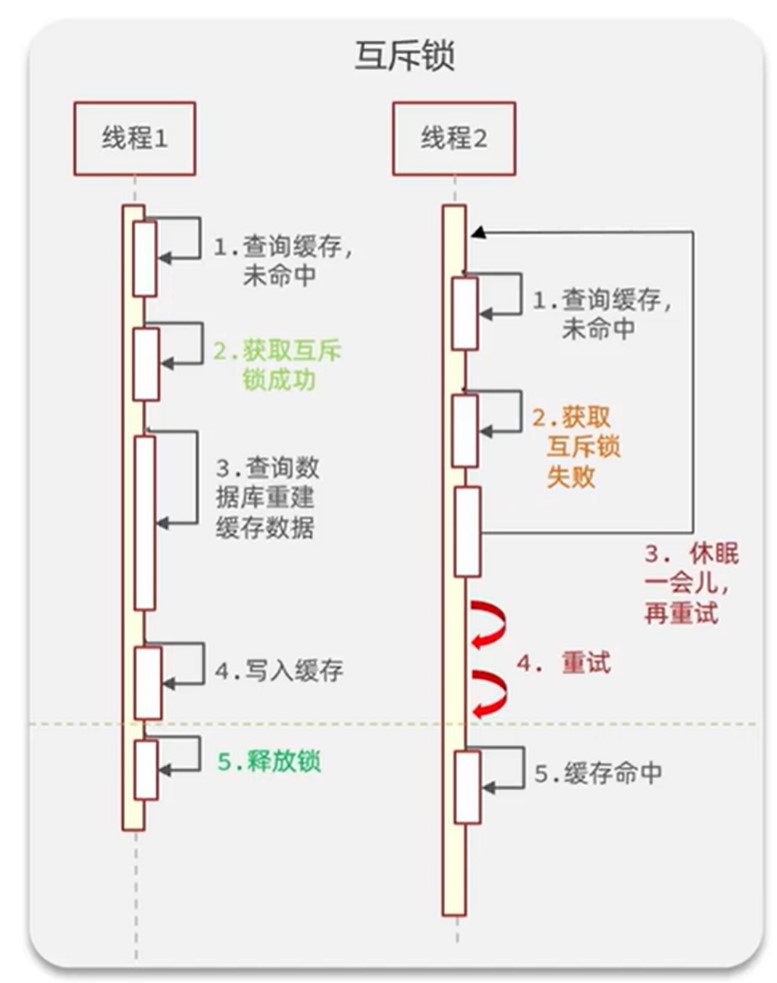 互斥锁
线程1
线程2
1.查询缓存，
未命中
2.获取互斥
锁成功
3.查询数
据库重建
缓存数据
4.写入缓存
5.释放锁
1.查询缓存，
未命中
2.获取
互斥锁
失败
3. 休眠
一会儿，
再重试
4. 重试
5.缓存命中